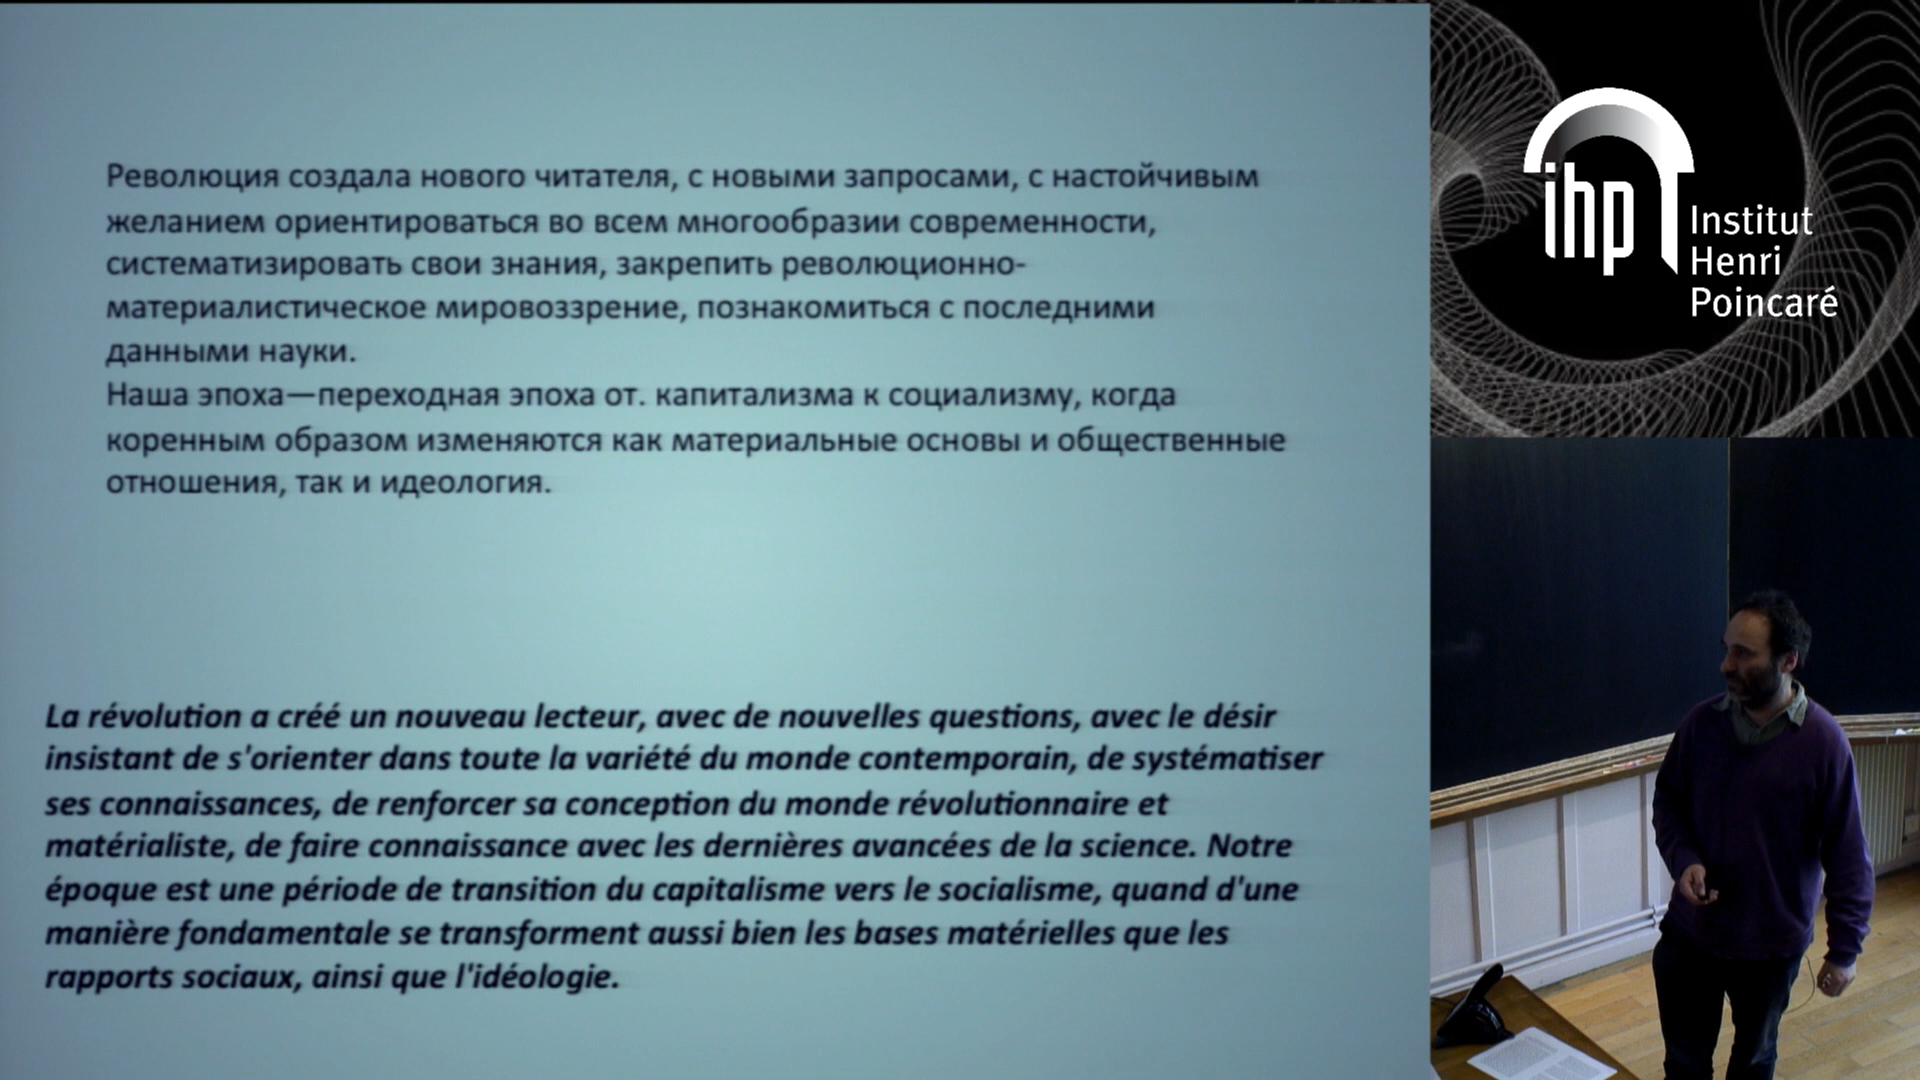 Революция создала нового читателя, с новыми запросами, с настойчивым
желанием ориентироваться во всем многообразии современности,
систематизировать свои знания, закрепить революционно-
материалистическое мировоззрение, познакомиться с последними
данными науки.
Наша эпоха—переходная эпоха от. капитализма к социализму, когда
коренным образом изменяются как материальные основы и общественные
отношения, так и идеология.
La révolution a créé un nouveau lecteur, avec de nouvelles questions, avec le désir
insistant de s'orienter dans toute la variété du monde contemporain, de systématiser
ses connaissances, de renforcer sa conception du monde révolutionnaire et
matérialiste, de faire connaissance avec les dernières avancées de la science. Notre
époque est une période de transition du capitalisme vers le socialisme, quand d'une
manière fondamentale se transforment aussi bien les bases matérielles que les
rapports sociaux, ainsi que l'idéologie.
ihp
Institut
Henri
Poincaré